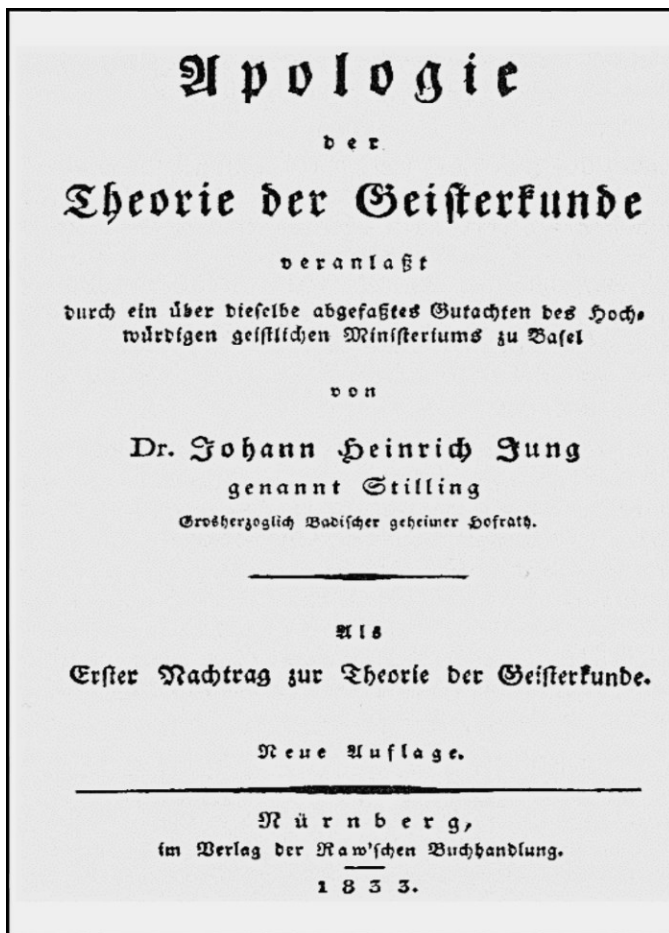 Apologie
der
Theorie der Geisterkunde
veranlaßt
durch ein über dieselbe abgefaßtes Gutachten des Hoch-
würdigen geistlichen Ministeriums zu Basel
von
Dr. Johann Heinrich Jung
genannt Stilling
Grosherzoglich Badischer geheimer Hofrath.
Als
Erster Nachtrag zur Theorie der Geisterkunde.
Neue Auflage.
Nürnberg,
im Verlag der Raw'schen Buchhandlung.
1833.